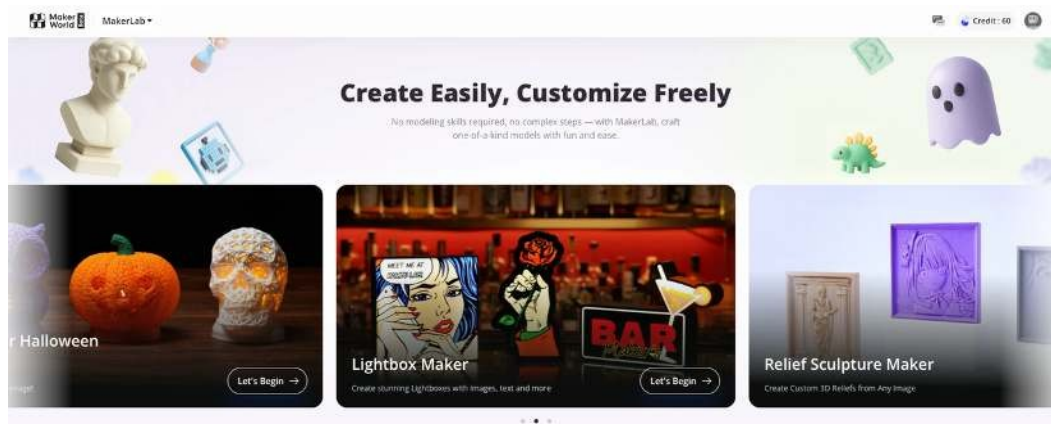 Maker
World
MakerLab
Credit: 60
Create Easily, Customize Freely
No modeling skills required, no complex steps — with MakerLab, craft
one-of-a-kind models with fun and ease.
MEET ME AT
BAR
r Halloween
Let's Begin →
Lightbox Maker
Create stunning Lightboxes with Images, text and more
Let's Begin →
Relief Sculpture Maker
Create Custom 3D Reliefs from Any Image